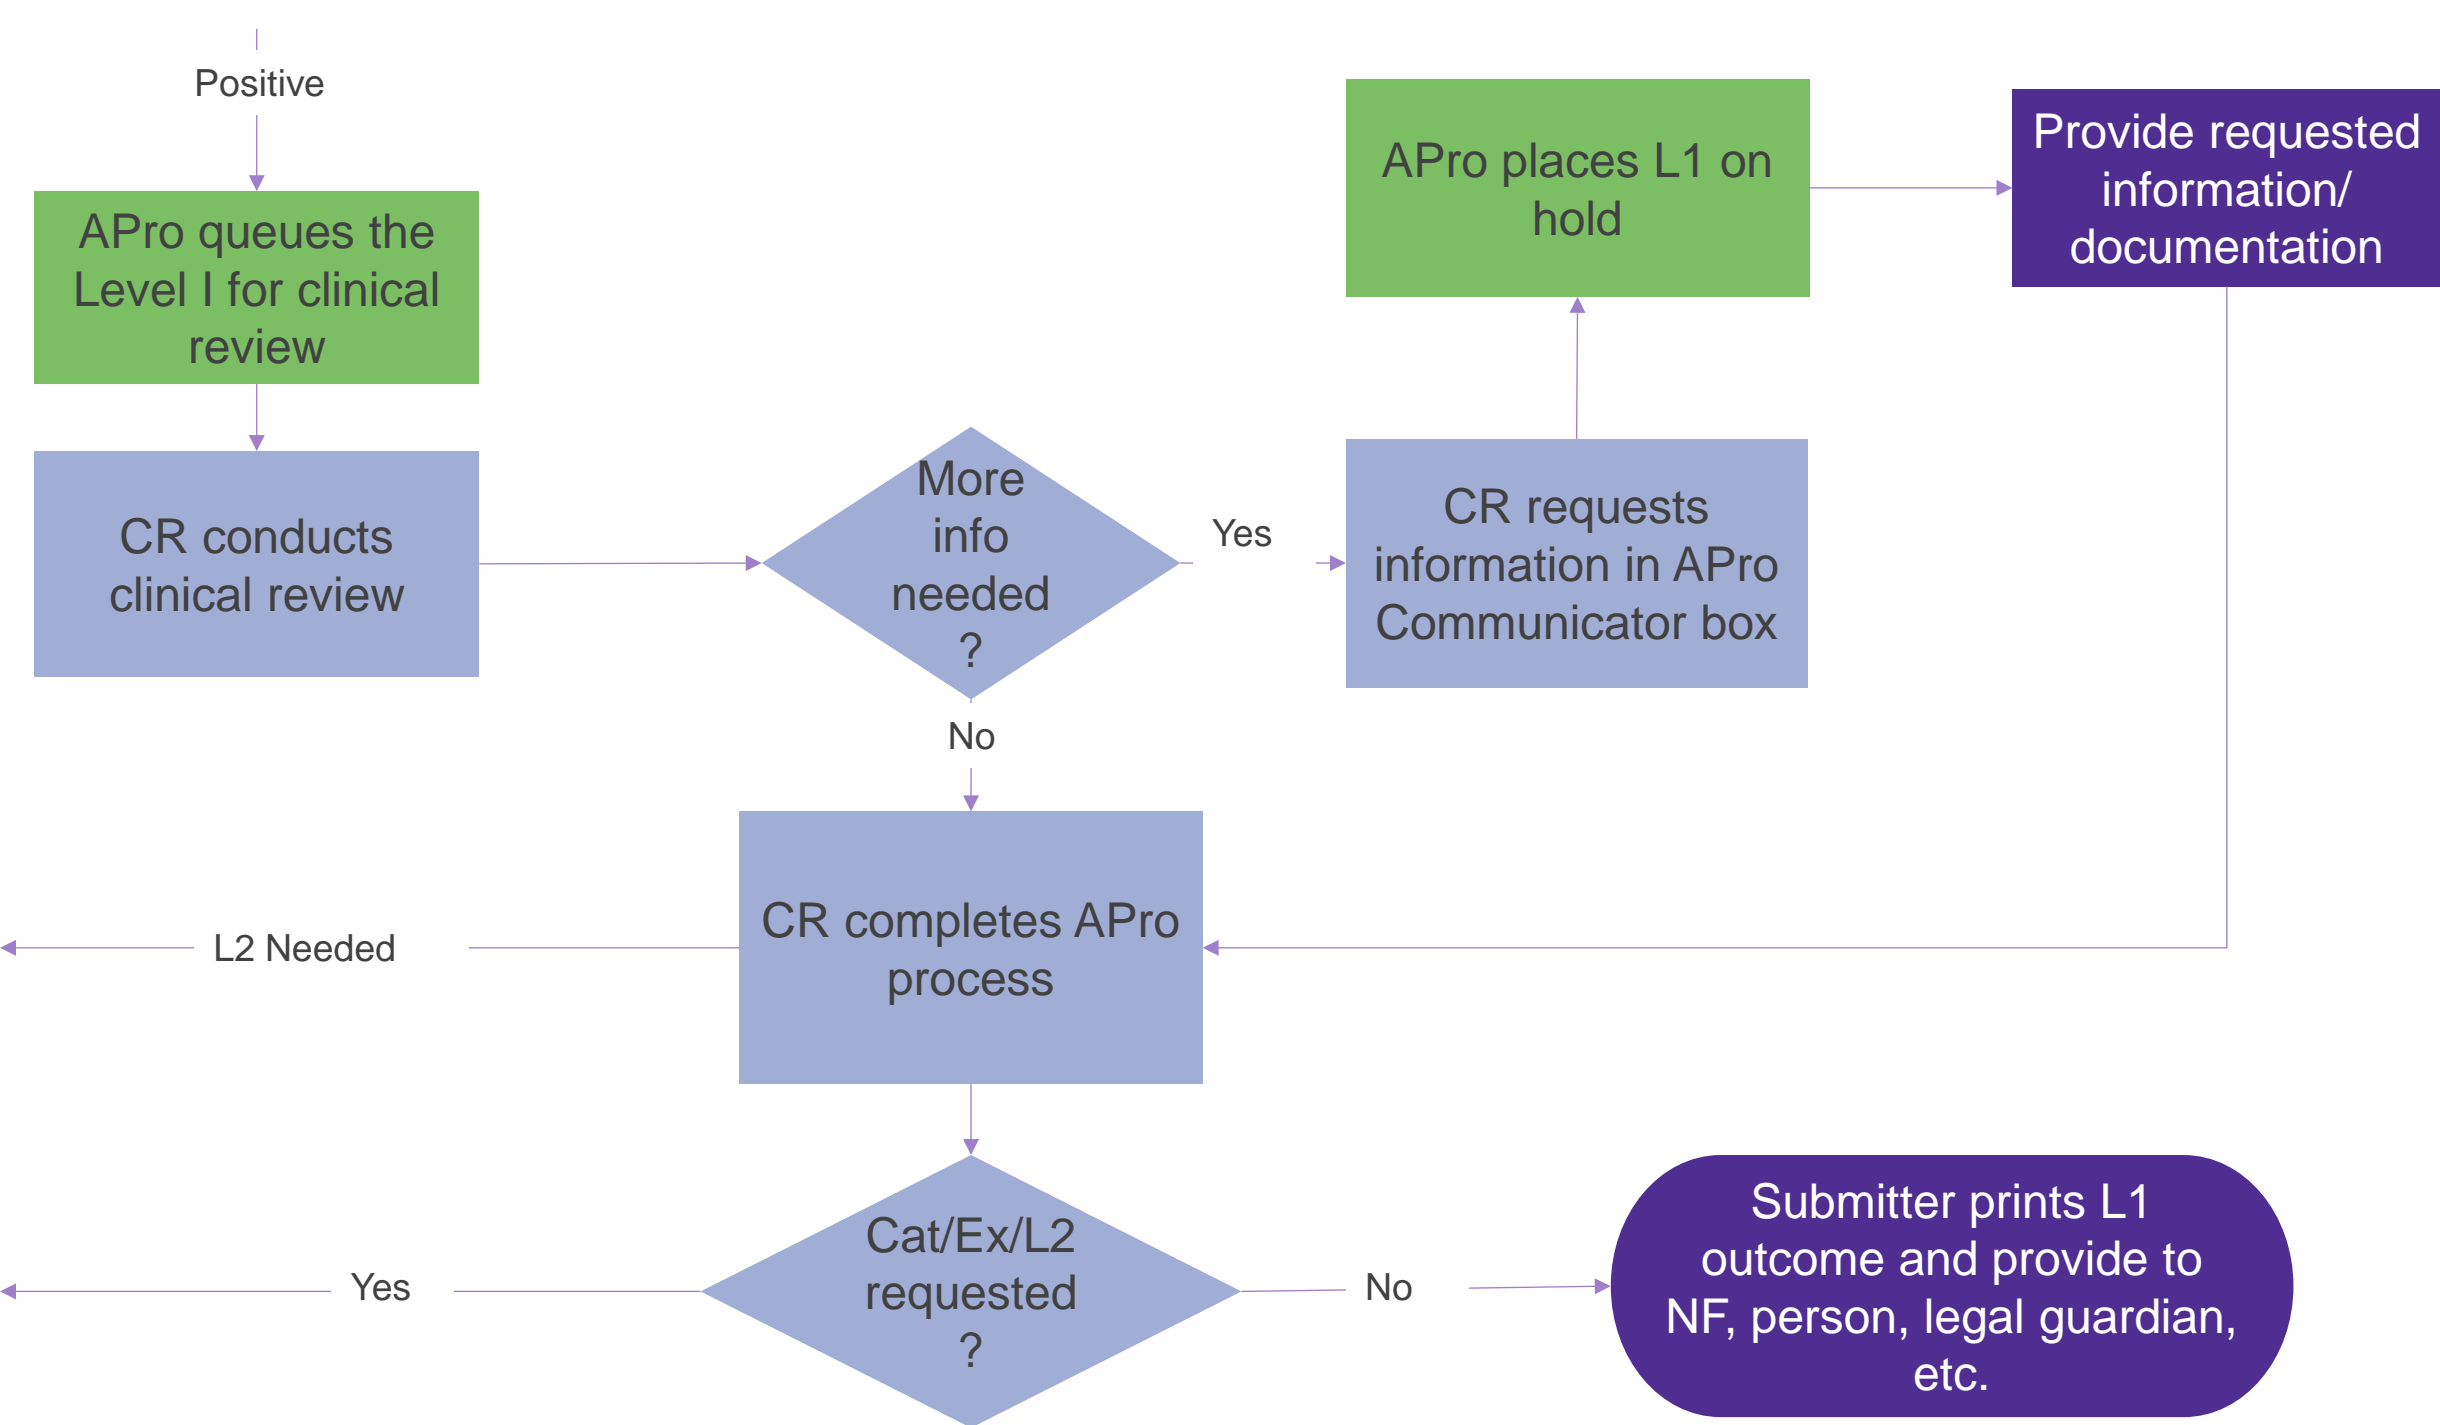 Positive
APro queues the
Level I for clinical
review
CR conducts
clinical review
More
info
needed
?
Yes
CR requests
information in APro
Communicator box
APro places L1 on
hold
Provide requested
information/
documentation
No
CR completes APro
process
L2 Needed
Cat/Ex/L2
requested
?
Yes
No
Submitter prints L1
outcome and provide to
NF, person, legal guardian,
etc.